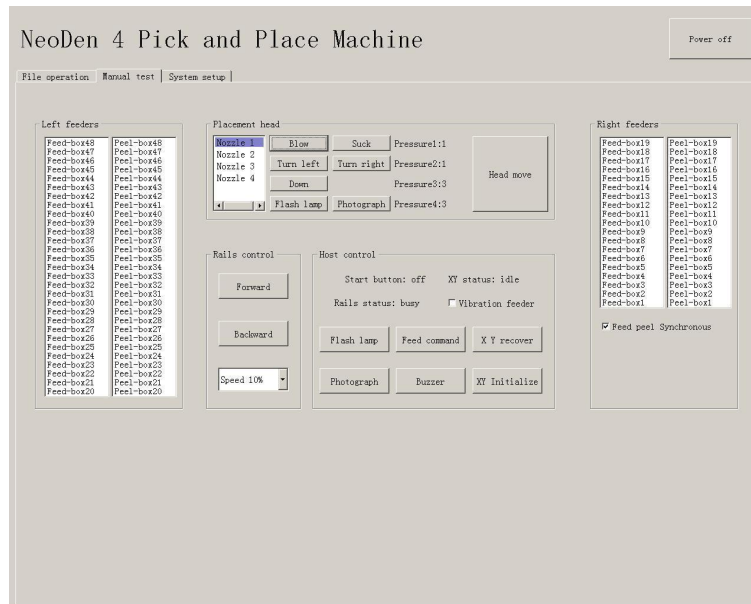 NeoDen 4 Pick and Place Machine
Power off
File operation Manual test System setup
Left feeders
Feed-box48 Peel-box48
Feed-box47 Peel-box47
Feed-box46 Peel-box46
Feed-box45 Peel-box45
Feed-box44 Peel-box44
Feed-box43 Peel-box43
Feed-box42 Peel-box42
Feed-box41 Peel-box41
Feed-box40 Peel-box40
Feed-box39 Peel-box39
Feed-box38 Peel-box38
Feed-box37 Peel-box37
Feed-box36 Peel-box36
Feed-box35 Peel-box35
Feed-box34 Peel-box34
Feed-box33 Peel-box33
Feed-box32 Peel-box32
Feed-box31 Peel-box31
Feed-box30 Peel-box30
Feed-box29 Peel-box29
Feed-box28 Peel-box28
Feed-box27 Peel-box27
Feed-box26 Peel-box26
Feed-box25 Peel-box25
Feed-box24 Peel-box24
Feed-box23 Peel-box23
Feed-box22 Peel-box22
Feed-box21 Peel-box21
Feed-box20 Peel-box20
Placement head
Nozzle 1
Nozzle 2
Nozzle 3
Nozzle 4
Blow Suck Pressure1:1
Turn left Turn right Pressure2:1
Down Pressure3:3
Flash lamp Photograph Pressure4:3
Head move
Rails control
Forward
Backward
Speed 10%
Host control
Start button: off XY status: idle
Rails status: busy Vibration feeder
Flash lamp Feed command X Y recover
Photograph Buzzer XY Initialize
Right feeders
Feed-box19 Peel-box19
Feed-box18 Peel-box18
Feed-box17 Peel-box17
Feed-box16 Peel-box16
Feed-box15 Peel-box15
Feed-box14 Peel-box14
Feed-box13 Peel-box13
Feed-box12 Peel-box12
Feed-box11 Peel-box11
Feed-box10 Peel-box10
Feed-box9 Peel-box9
Feed-box8 Peel-box8
Feed-box7 Peel-box7
Feed-box6 Peel-box6
Feed-box5 Peel-box5
Feed-box4 Peel-box4
Feed-box3 Peel-box3
Feed-box2 Peel-box2
Feed-box1 Peel-box1
Feed peel Synchronous